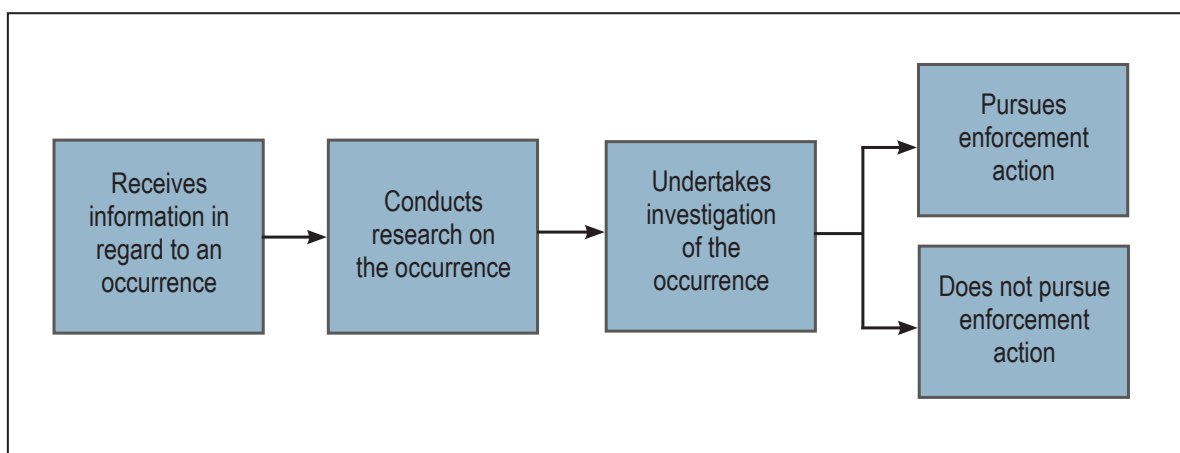 Receives
information in
regard to an
occurrence
Conducts
research on
the occurrence
Undertakes
investigation
of the
occurrence
Pursues
enforcement
action
Does not pursue
enforcement
action